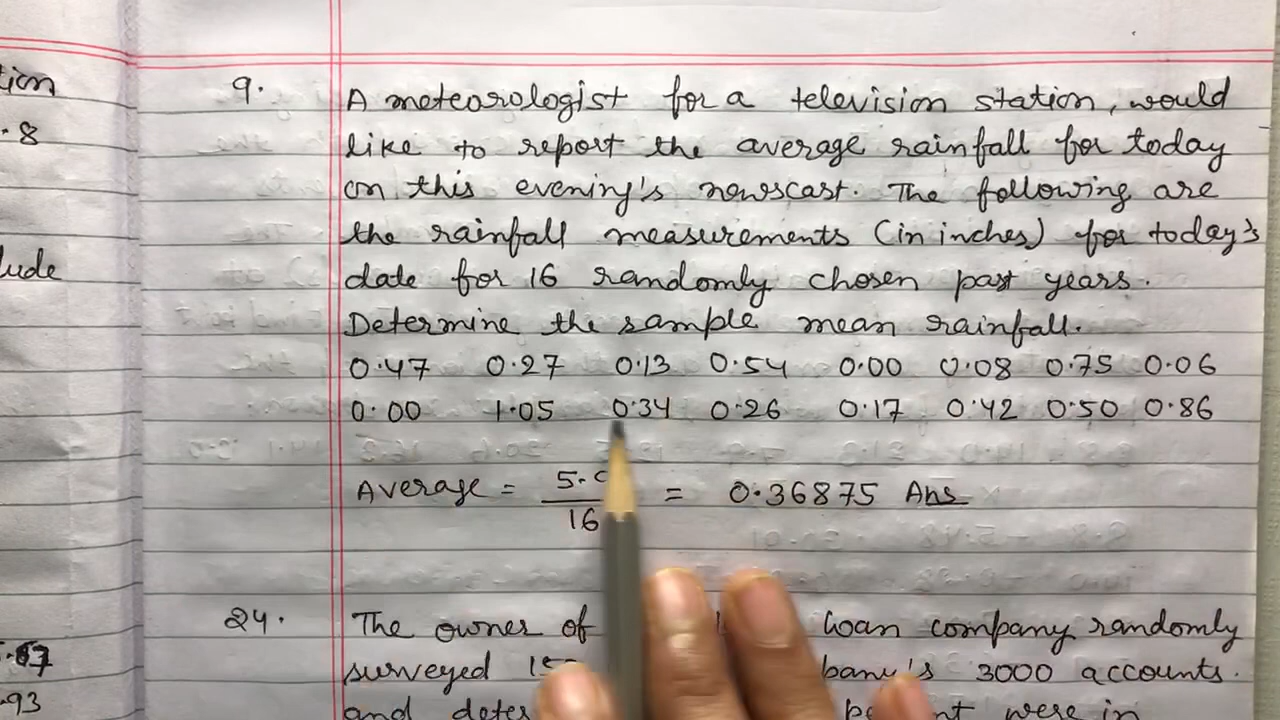 9. A meteorologist for a television station, would
like to report the average rainfall for today
on this evening's newscast. The following are
the rainfall measurements (in inches) for today's
date for 16 randomly chosen past years.
Determine the sample mean rainfall.
0.47 0.27 0.13 0.54 0.00 0.08 0.75 0.06
0.00 1.05 0.34 0.26 0.17 0.42 0.50 0.86
Average = 5. / 16 = 0.36875 Ans
24. The owner of loan company randomly
surveyed 3000 accounts.
and were in
tion
.8
lude
.93